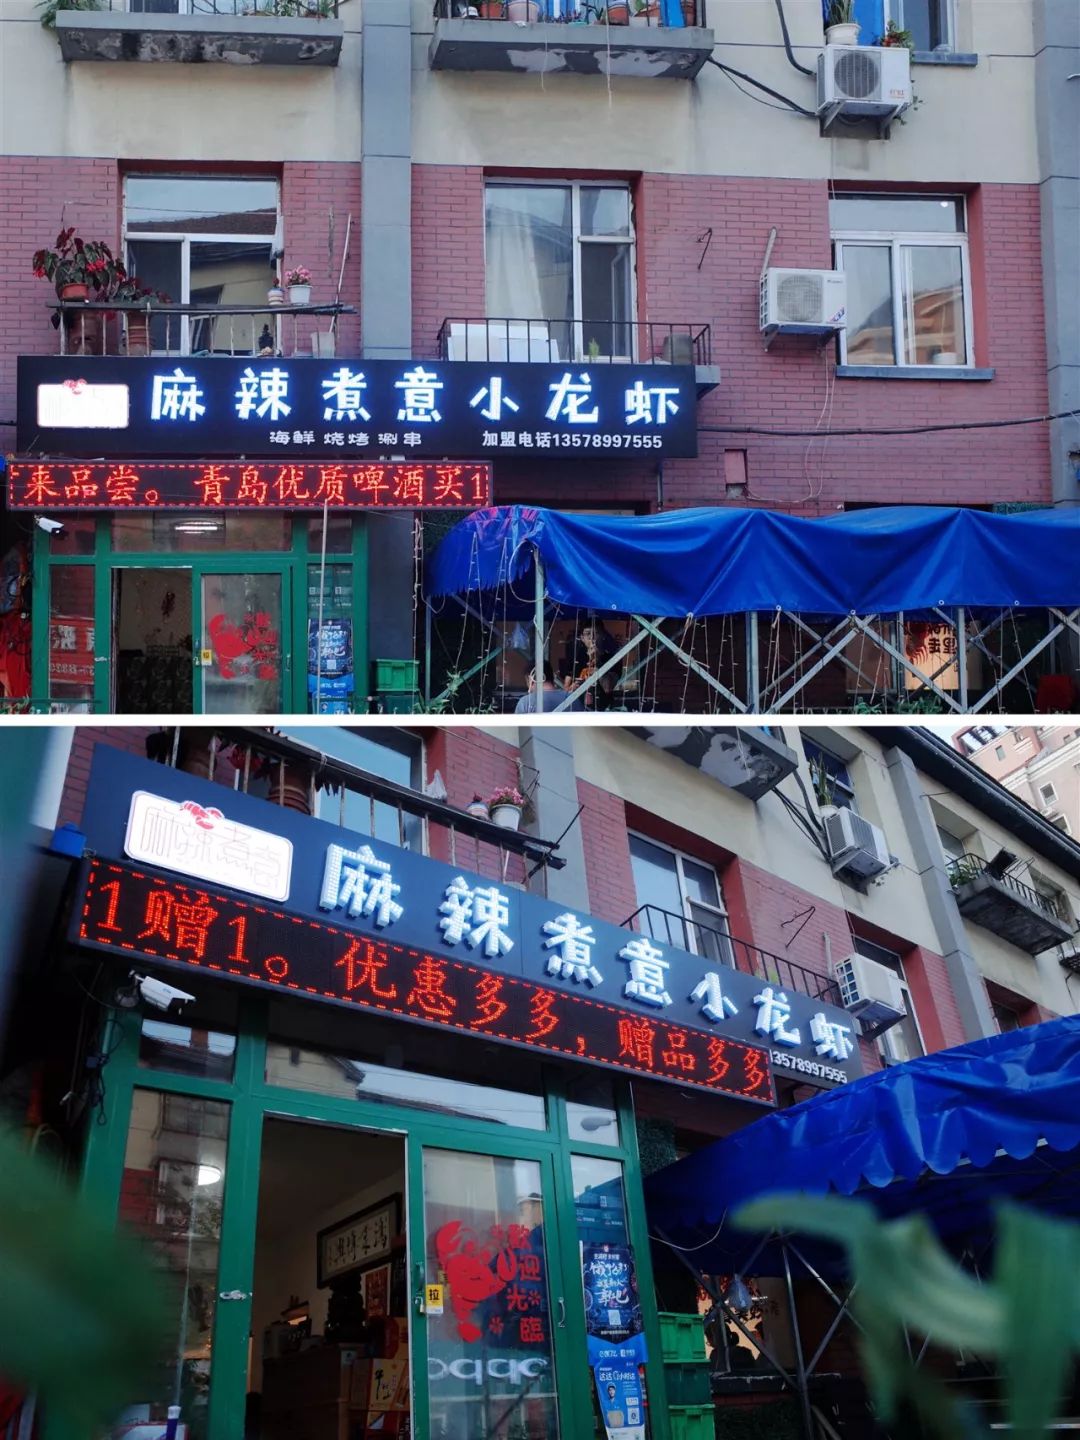 麻辣煮意小龙虾
海鲜 烧烤 涮串
加盟电话13578997555
来品尝。青岛优质啤酒买1
麻辣煮意
麻辣煮意小龙虾
13578997555
1赠1。优惠多多，赠品多多
歡迎光臨
拉